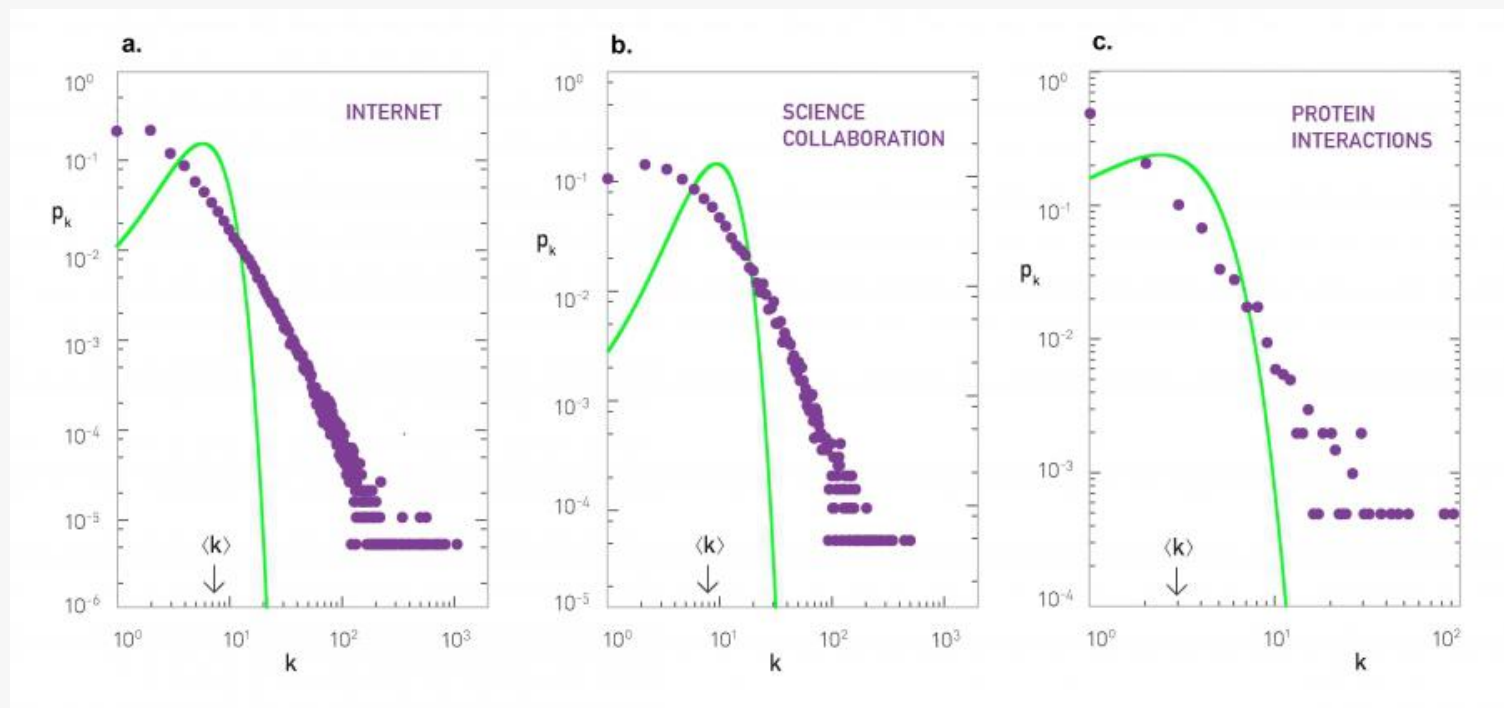 a.
10⁰
10⁻¹
10⁻²
10⁻³
10⁻⁴
10⁻⁵
10⁻⁶
pₖ
INTERNET
⟨k⟩
10⁰ 10¹ 10² 10³
k
b.
10⁰
10⁻¹
10⁻²
10⁻³
10⁻⁴
10⁻⁵
pₖ
SCIENCE
COLLABORATION
⟨k⟩
10⁰ 10¹ 10² 10³
k
c.
10⁰
10⁻¹
10⁻²
10⁻³
10⁻⁴
pₖ
PROTEIN
INTERACTIONS
⟨k⟩
10⁰ 10¹ 10²
k